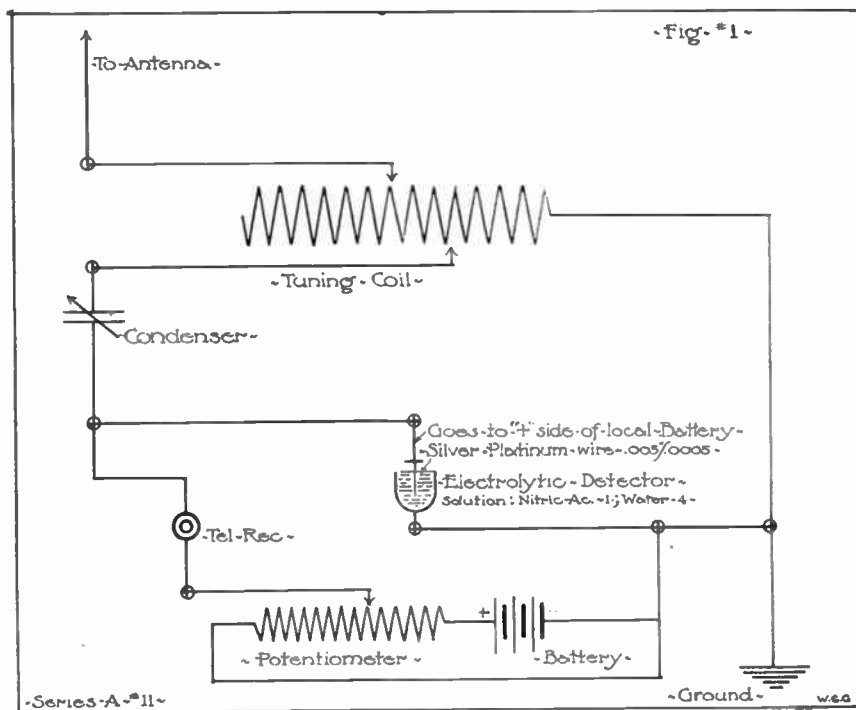 -Fig-#1-
-To-Antenna-
-Tuning-Coil-
-Condenser-
Goes-to-"+"side-of-local-Battery-
-Silver-Platinum-wire-.005/.0005
-Electrolytic-Detector-
Solution: Nitric-Ac.-1-; Water-4-
-Tel-Rec-
+
-Potentiometer-
-Battery-
-Series-A-#11-
-Ground-
W.E.O